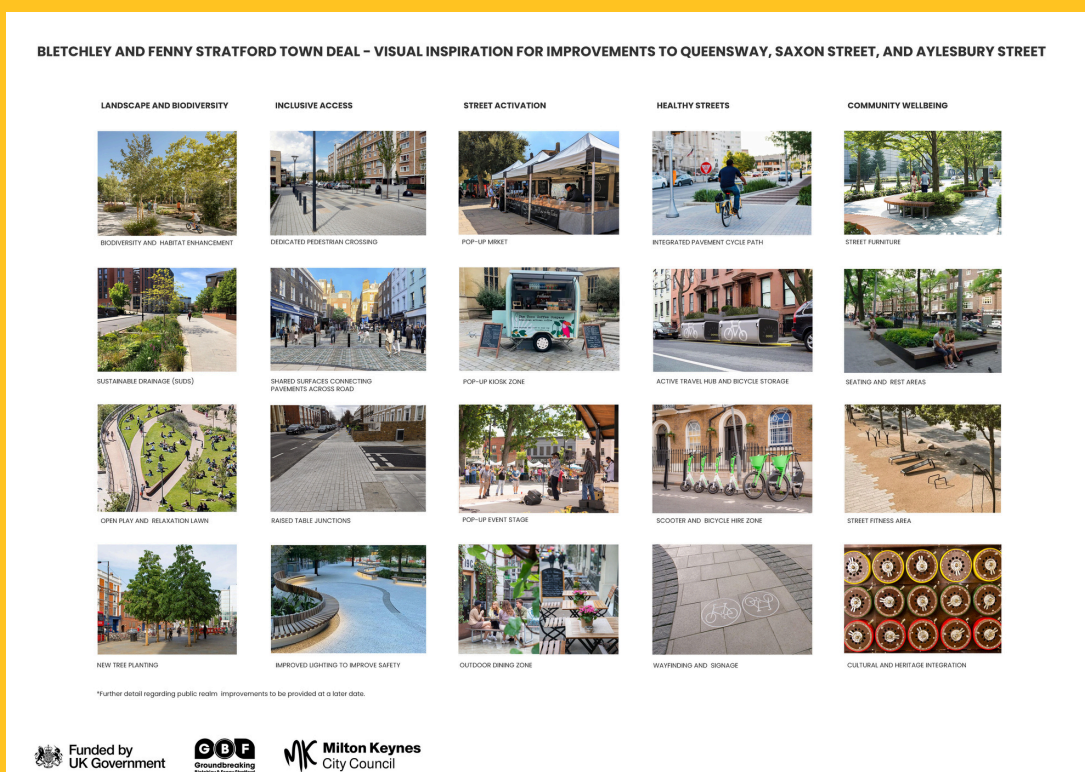 BLETCHLEY AND FENNY STRATFORD TOWN DEAL - VISUAL INSPIRATION FOR IMPROVEMENTS TO QUEENSWAY, SAXON STREET, AND AYLESBURY STREET
LANDSCAPE AND BIODIVERSITY
INCLUSIVE ACCESS
STREET ACTIVATION
HEALTHY STREETS
COMMUNITY WELLBEING
BIODIVERSITY AND HABITAT ENHANCEMENT
DEDICATED PEDESTRIAN CROSSING
POP-UP MRKET
INTEGRATED PAVEMENT CYCLE PATH
STREET FURNITURE
SUSTAINABLE DRAINAGE (SUDS)
SHARED SURFACES CONNECTING
PAVEMENTS ACROSS ROAD
POP-UP KIOSK ZONE
ACTIVE TRAVEL HUB AND BICYCLE STORAGE
SEATING AND REST AREAS
OPEN PLAY AND RELAXATION LAWN
RAISED TABLE JUNCTIONS
POP-UP EVENT STAGE
SCOOTER AND BICYCLE HIRE ZONE
STREET FITNESS AREA
NEW TREE PLANTING
IMPROVED LIGHTING TO IMPROVE SAFETY
OUTDOOR DINING ZONE
WAYFINDING AND SIGNAGE
CULTURAL AND HERITAGE INTEGRATION
*Further detail regarding public realm improvements to be provided at a later date.
Funded by
UK Government
GBF
Groundbreaking
Bletchley & Fenny Stratford
MK
Milton Keynes
City Council